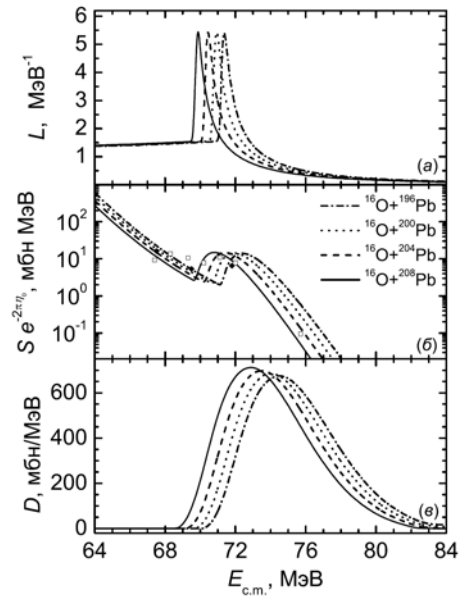 6
5
4
3
2
1
L, МэВ⁻¹
(а)
10²
10¹
10⁰
10⁻¹
S e^{-2πη₀}, мбн МэВ
¹⁶O+¹⁹⁶Pb
¹⁶O+²⁰⁰Pb
¹⁶O+²⁰⁴Pb
¹⁶O+²⁰⁸Pb
(б)
600
400
200
0
D, мбн/МэВ
(в)
64 68 72 76 80 84
E_{c.m.}, МэВ